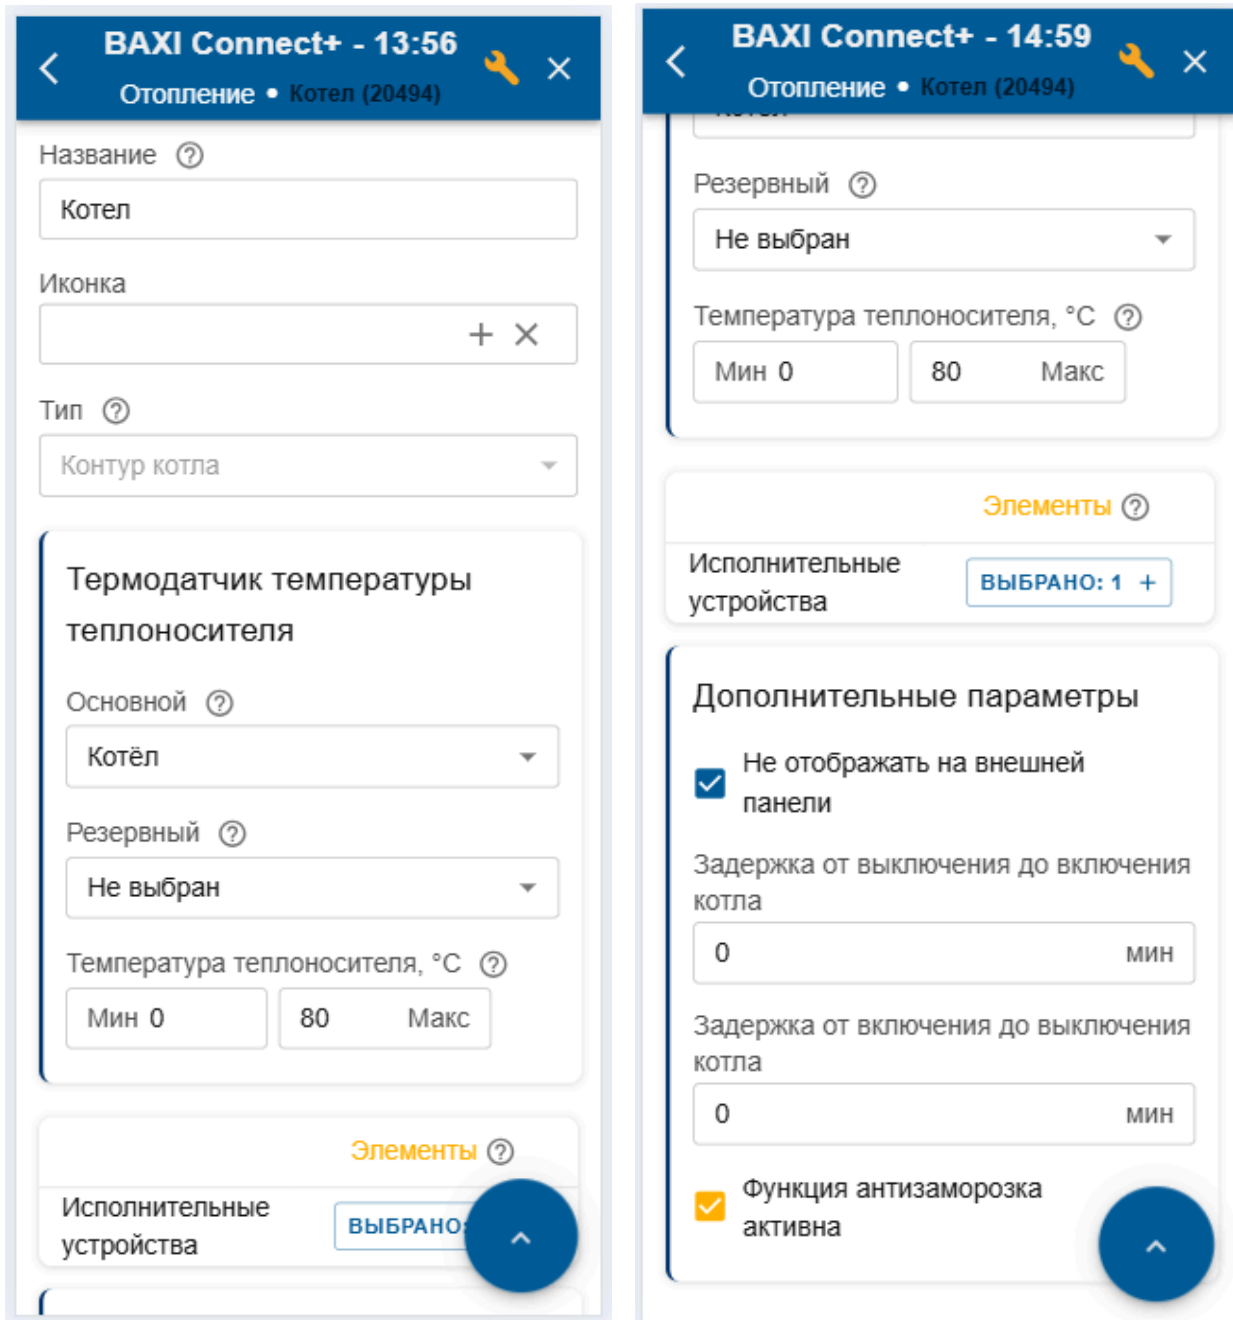 BAXI Connect+ - 13:56
Отопление • Котел (20494)
Название
Котел
Иконка
Тип
Контур котла
Термодатчик температуры
теплоносителя
Основной
Котёл
Резервный
Не выбран
Температура теплоносителя, °C
Мин 0
80 Макс
Элементы
Исполнительные
устройства
ВЫБРАНО:
BAXI Connect+ - 14:59
Отопление • Котел (20494)
Резервный
Не выбран
Температура теплоносителя, °C
Мин 0
80 Макс
Элементы
Исполнительные
устройства
ВЫБРАНО: 1 +
Дополнительные параметры
Не отображать на внешней
панели
Задержка от выключения до включения
котла
0 мин
Задержка от включения до выключения
котла
0 мин
Функция антизаморозка
активна